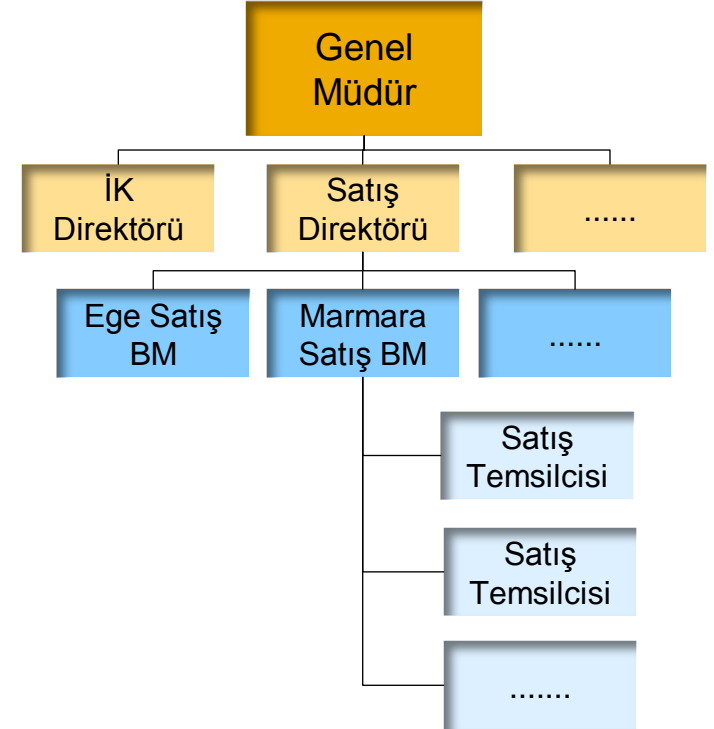 Genel
Müdür
İK
Direktörü
Satış
Direktörü
......
Ege Satış
BM
Marmara
Satış BM
......
Satış
Temsilcisi
Satış
Temsilcisi
.......